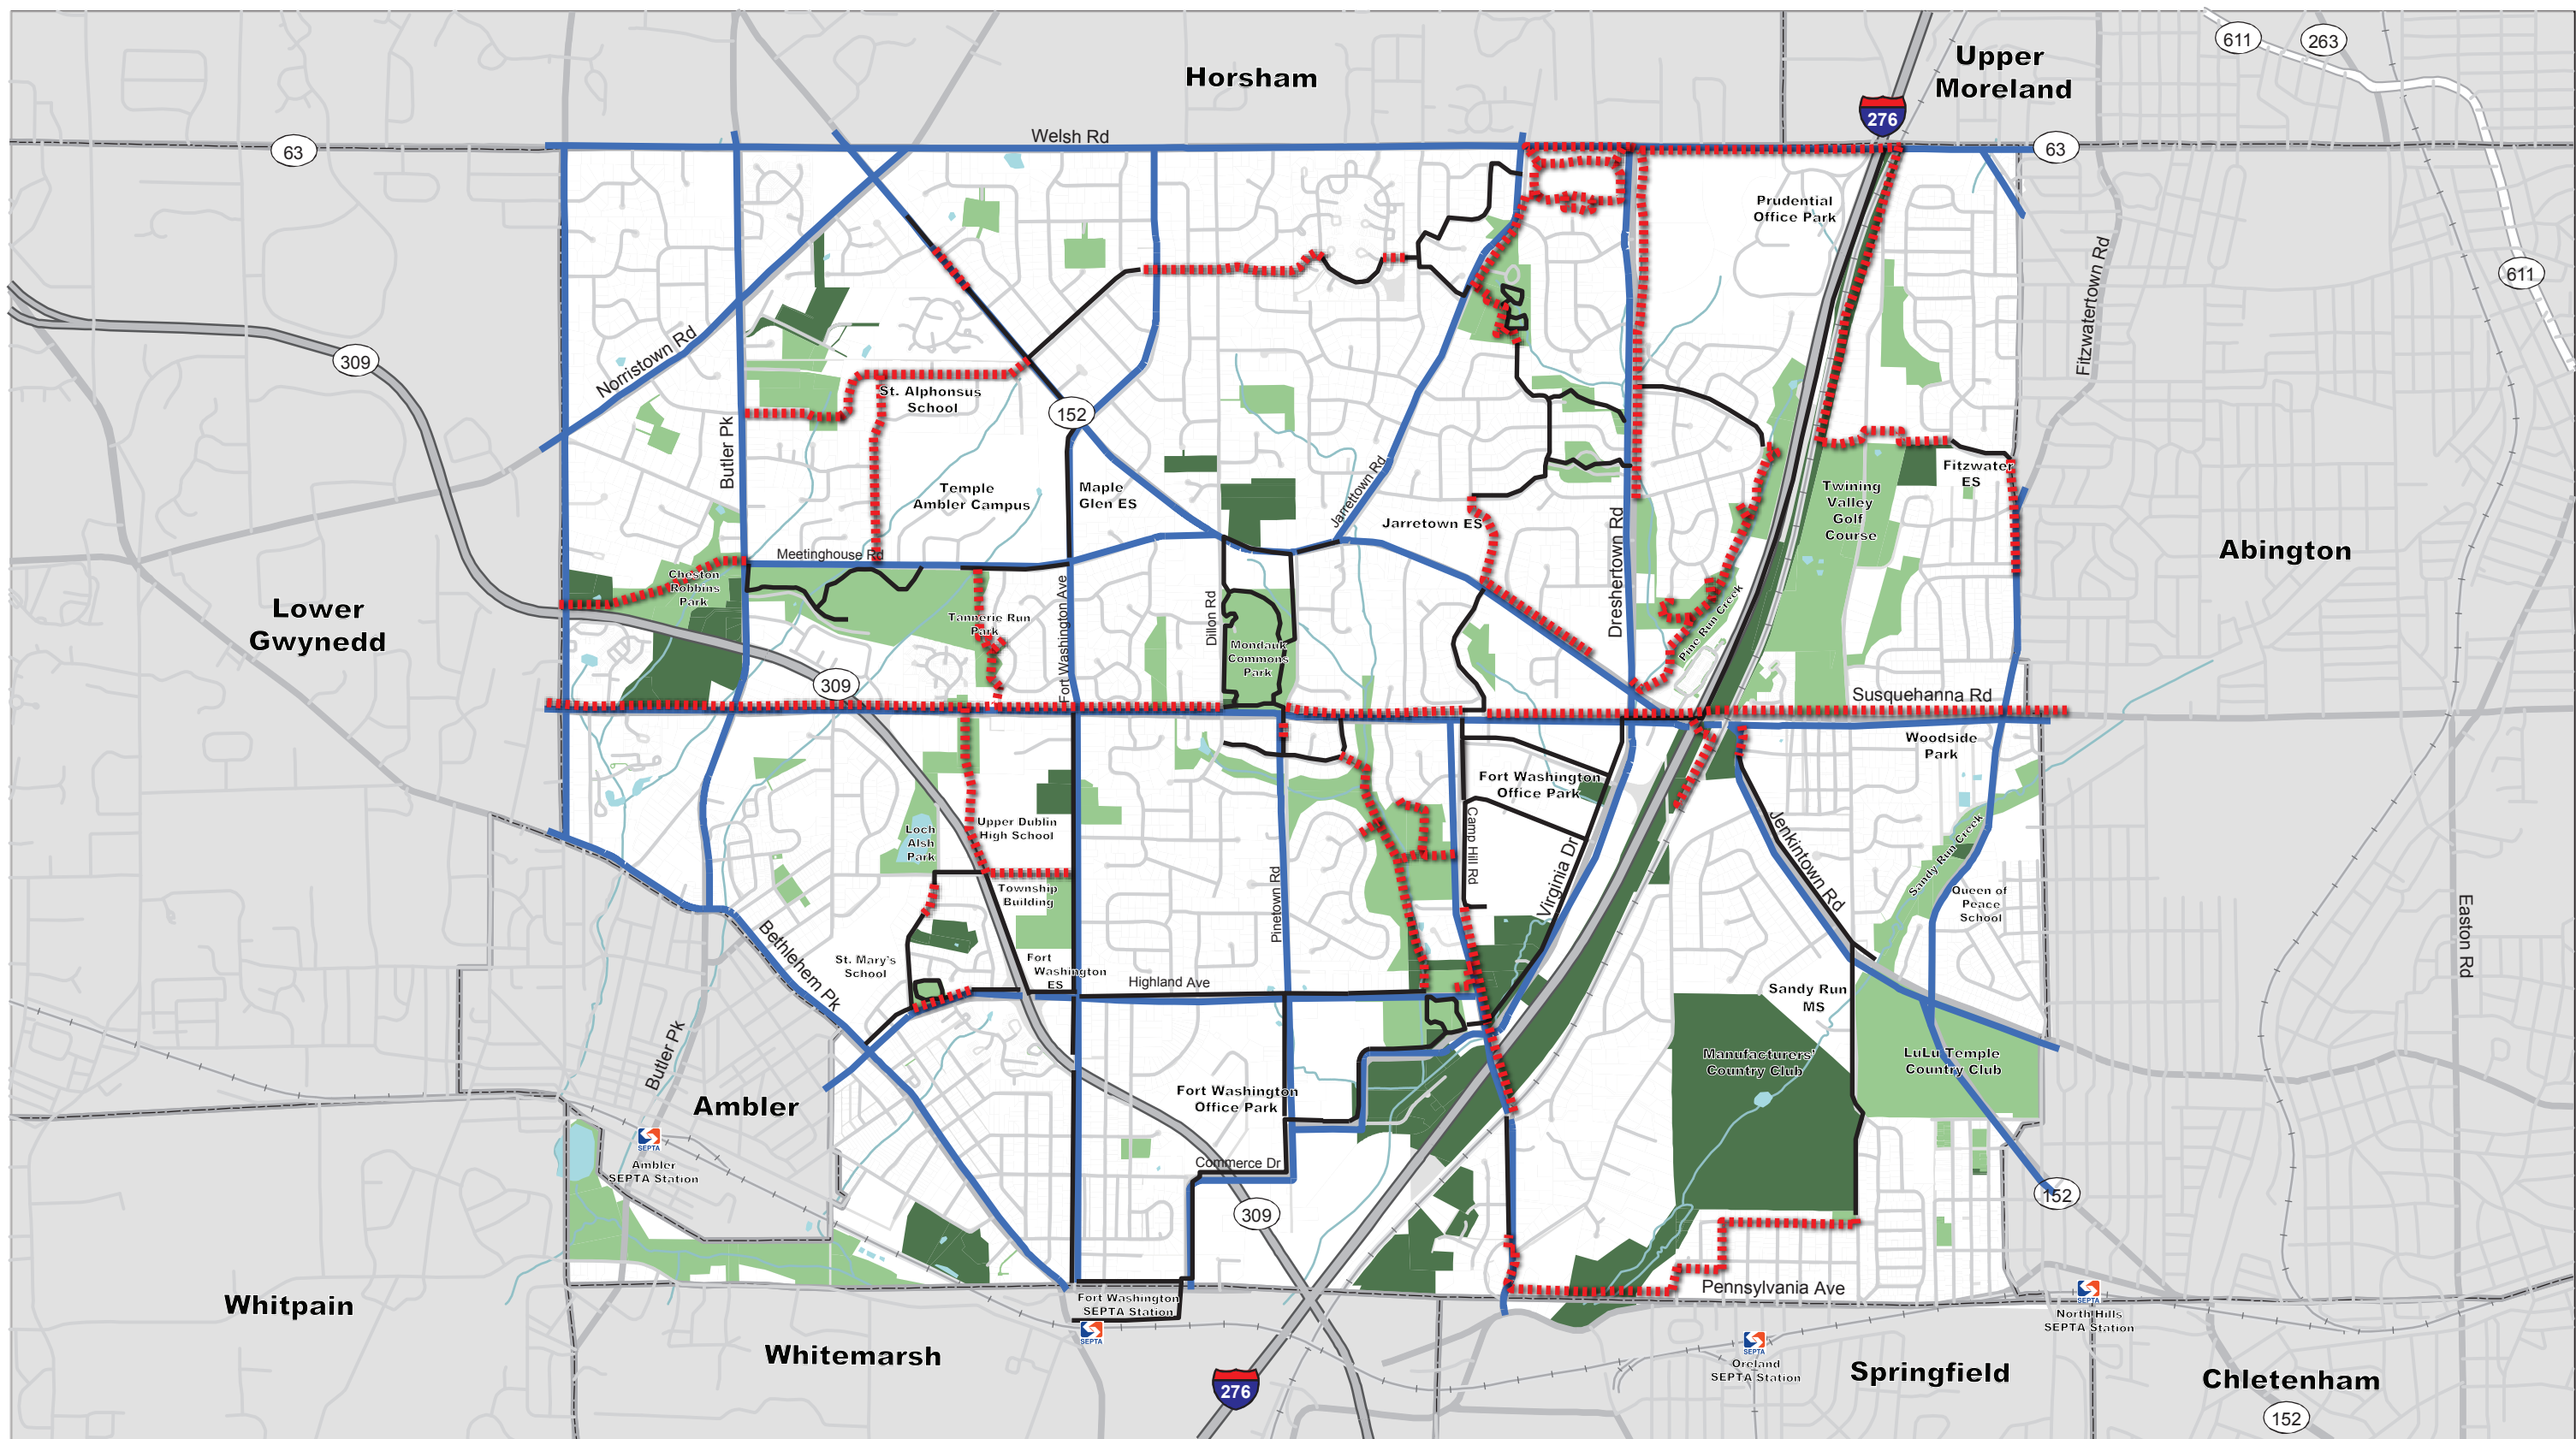 Horsham
Upper
Moreland
611
263
276
Welsh Rd
63
63
Prudential
Office Park
611
Fitzwatertown Rd
309
Norristown Rd
St. Alphonsus
School
152
Butler Pk
Jarrettown Rd
Fitzwater
ES
Temple
Ambler Campus
Maple
Glen ES
Jarretown ES
Twining
Valley
Golf
Course
Dreshertown Rd
Abington
Meetinghouse Rd
Cheston
Robbins
Park
Lower
Gwynedd
Tannerie Run
Park
Fort Washington Ave
Dillon Rd
Mondauk
Commons
Park
Pine Run Creek
309
Susquehanna Rd
Woodside
Park
Fort Washington
Office Park
Loch
Alsh
Park
Upper Dublin
High School
Camp Hill Rd
Virginia Dr
Jenkintown Rd
Sandy Run Creek
Township
Building
Queen of
Peace
School
Pinetown Rd
Easton Rd
Bethlehem Pk
St. Mary's
School
Fort
Washington
ES
Highland Ave
Sandy Run
MS
Butler Pk
Manufacturers'
Country Club
LuLu Temple
Country Club
Ambler
Fort Washington
Office Park
SEPTA
Ambler
SEPTA Station
Commerce Dr
309
152
Pennsylvania Ave
Whitpain
Fort Washington
SEPTA Station
SEPTA
SEPTA
North Hills
SEPTA Station
Whitemarsh
SEPTA
Oreland
SEPTA Station
Springfield
Chletenham
276
152